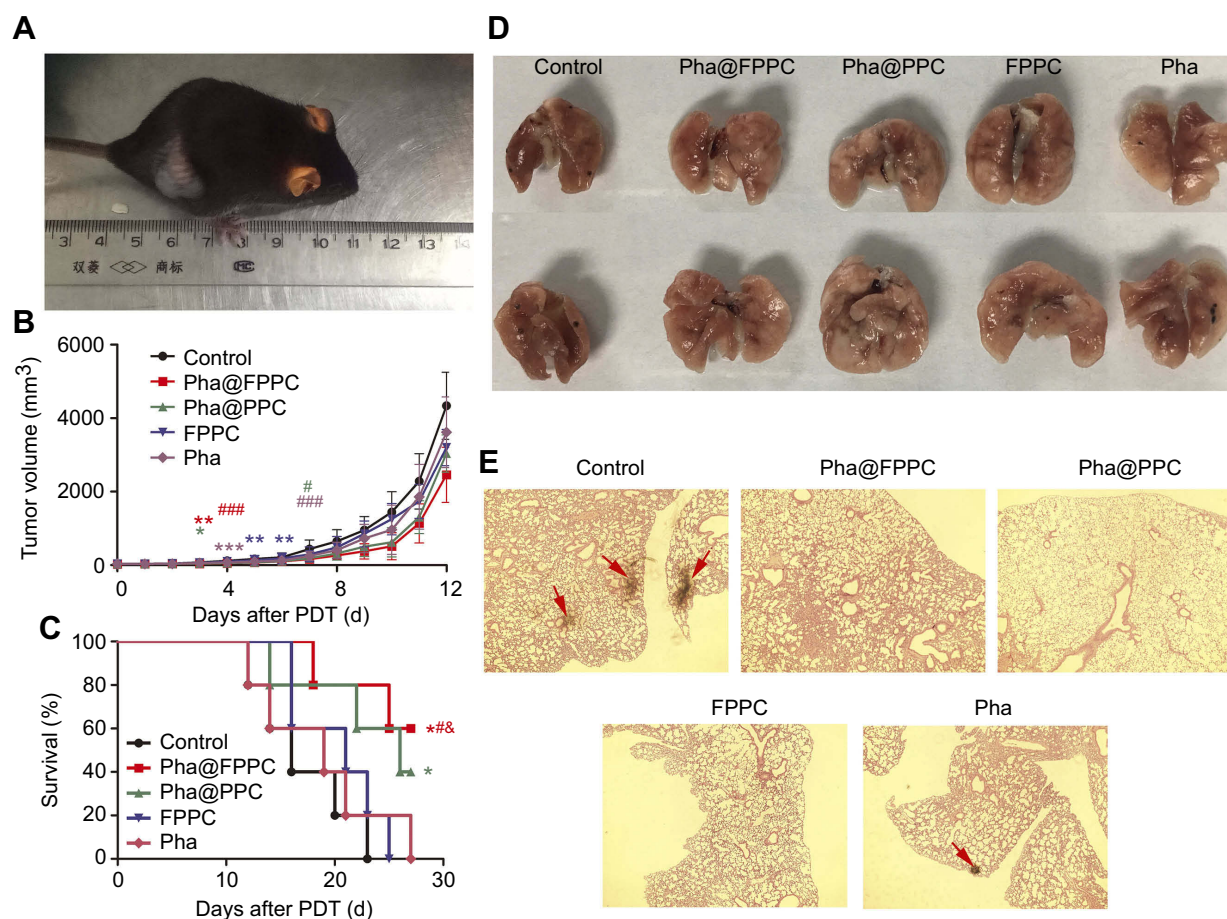 A
3 4 5 6 7 8 9 10 11 12 13 14
双菱 商标
B
Tumor volume (mm³)
6000
4000
2000
0
Control
Pha@FPPC
Pha@PPC
FPPC
Pha
** ### # ###
* *** ** **
0 4 8 12
Days after PDT (d)
C
Survival (%)
100
80
60
40
20
0
Control
Pha@FPPC
Pha@PPC
FPPC
Pha
*#&
*
0 10 20 30
Days after PDT (d)
D
Control Pha@FPPC Pha@PPC FPPC Pha
E
Control Pha@FPPC Pha@PPC
FPPC Pha